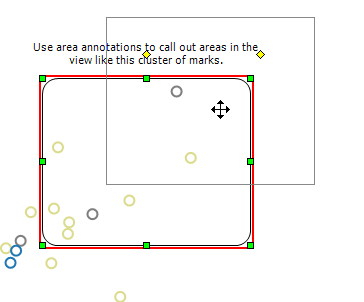 Use area annotations to call out areas in the
view like this cluster of marks.